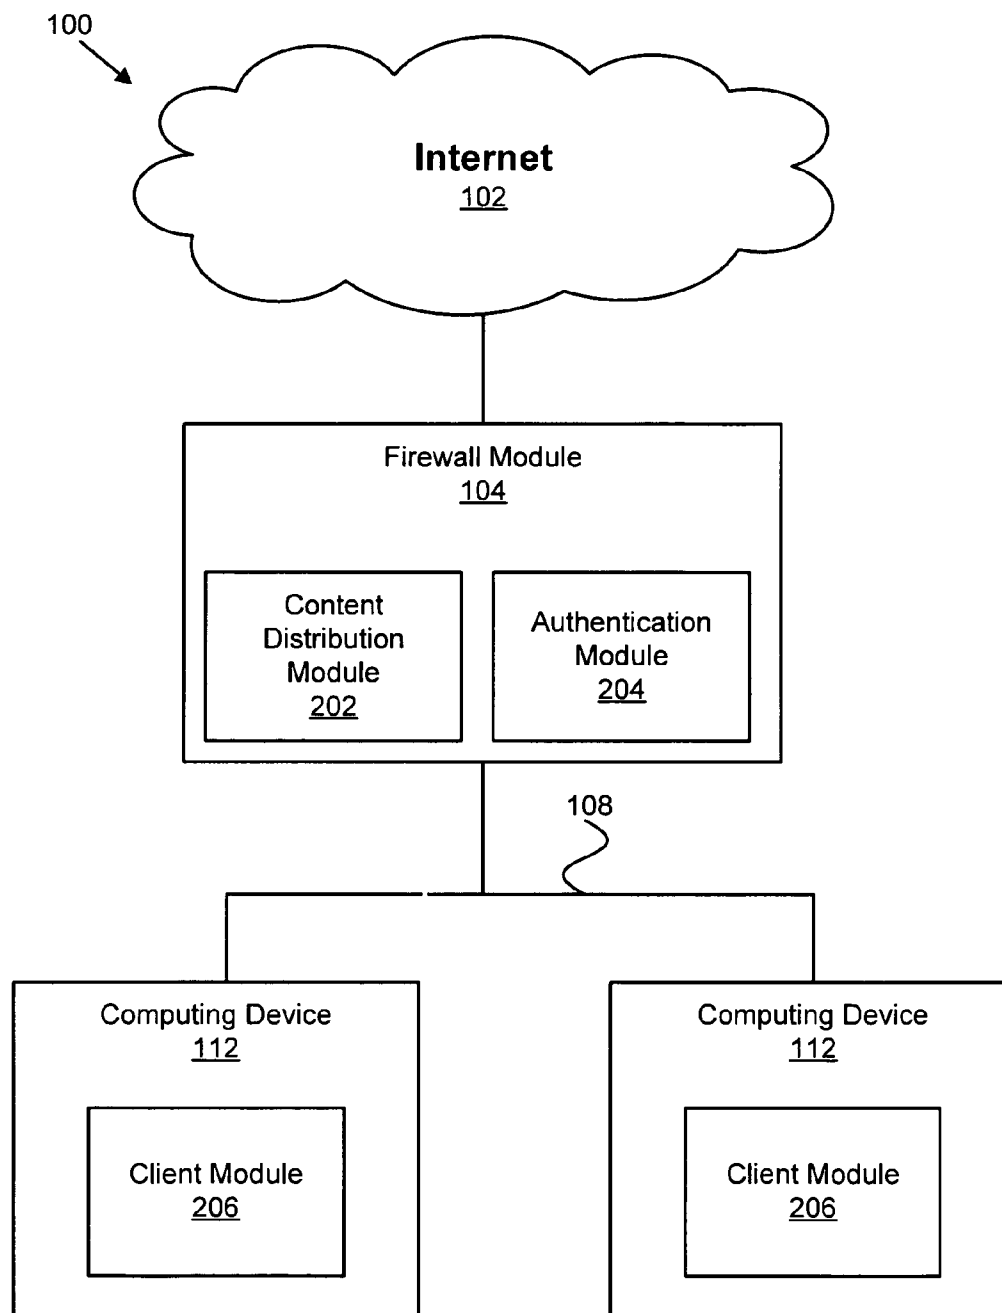 100
Internet
102
Firewall Module
104
Content
Distribution
Module
202
Authentication
Module
204
108
Computing Device
112
Client Module
206
Computing Device
112
Client Module
206